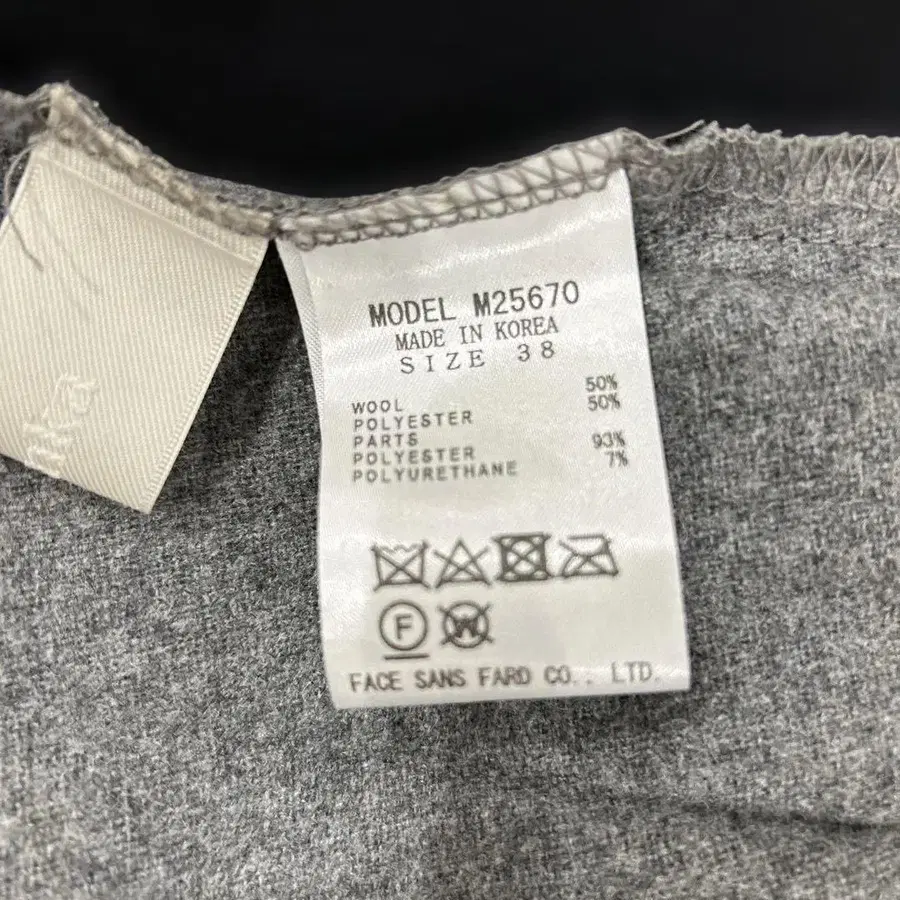 MODEL M25670
MADE IN KOREA
SIZE 38
WOOL 50%
POLYESTER 50%
PARTS
POLYESTER 93%
POLYURETHANE 7%
F W
FACE SANS FARD CO., LTD.